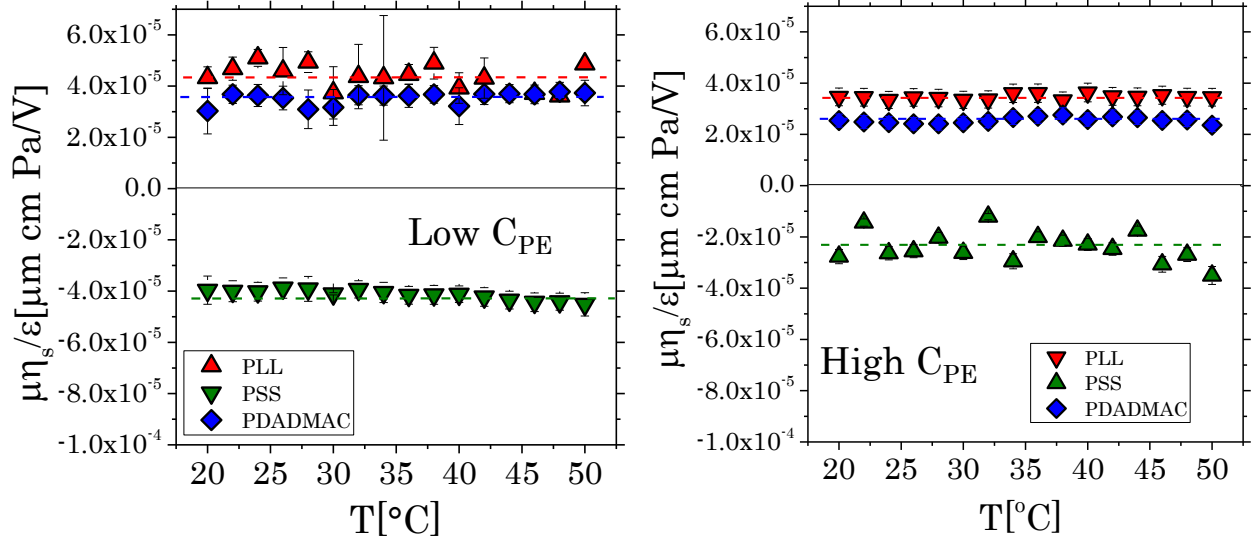 6.0x10⁻⁵
4.0x10⁻⁵
2.0x10⁻⁵
0.0
-2.0x10⁻⁵
-4.0x10⁻⁵
-6.0x10⁻⁵
-8.0x10⁻⁵
-1.0x10⁻⁴
μηₛ/ε[μm cm Pa/V]
Low C_PE
PLL
PSS
PDADMAC
20 25 30 35 40 45 50
T[°C]
6.0x10⁻⁵
4.0x10⁻⁵
2.0x10⁻⁵
0.0
-2.0x10⁻⁵
-4.0x10⁻⁵
-6.0x10⁻⁵
-8.0x10⁻⁵
-1.0x10⁻⁴
μηₛ/ε[μm cm Pa/V]
High C_PE
PLL
PSS
PDADMAC
20 25 30 35 40 45 50
T[°C]